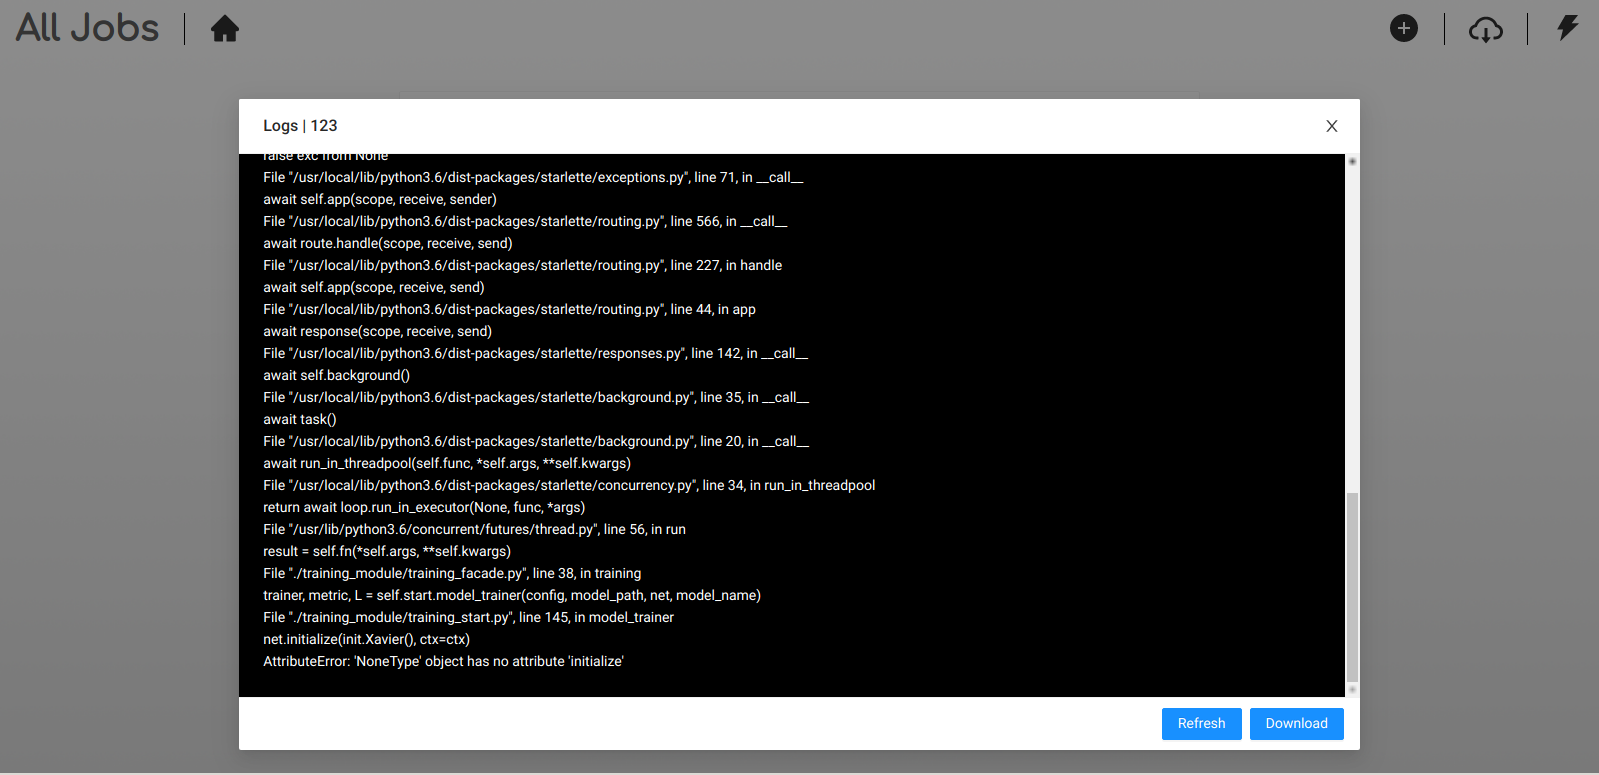 All Jobs
Logs | 123
X
raise exc from None
File "/usr/local/lib/python3.6/dist-packages/starlette/exceptions.py", line 71, in __call__
await self.app(scope, receive, sender)
File "/usr/local/lib/python3.6/dist-packages/starlette/routing.py", line 566, in __call__
await route.handle(scope, receive, send)
File "/usr/local/lib/python3.6/dist-packages/starlette/routing.py", line 227, in handle
await self.app(scope, receive, send)
File "/usr/local/lib/python3.6/dist-packages/starlette/routing.py", line 44, in app
await response(scope, receive, send)
File "/usr/local/lib/python3.6/dist-packages/starlette/responses.py", line 142, in __call__
await self.background()
File "/usr/local/lib/python3.6/dist-packages/starlette/background.py", line 35, in __call__
await task()
File "/usr/local/lib/python3.6/dist-packages/starlette/background.py", line 20, in __call__
await run_in_threadpool(self.func, *self.args, **self.kwargs)
File "/usr/local/lib/python3.6/dist-packages/starlette/concurrency.py", line 34, in run_in_threadpool
return await loop.run_in_executor(None, func, *args)
File "/usr/lib/python3.6/concurrent/futures/thread.py", line 56, in run
result = self.fn(*self.args, **self.kwargs)
File "./training_module/training_facade.py", line 38, in training
trainer, metric, L = self.start.model_trainer(config, model_path, net, model_name)
File "./training_module/training_start.py", line 145, in model_trainer
net.initialize(init.Xavier(), ctx=ctx)
AttributeError: 'NoneType' object has no attribute 'initialize'
Refresh
Download